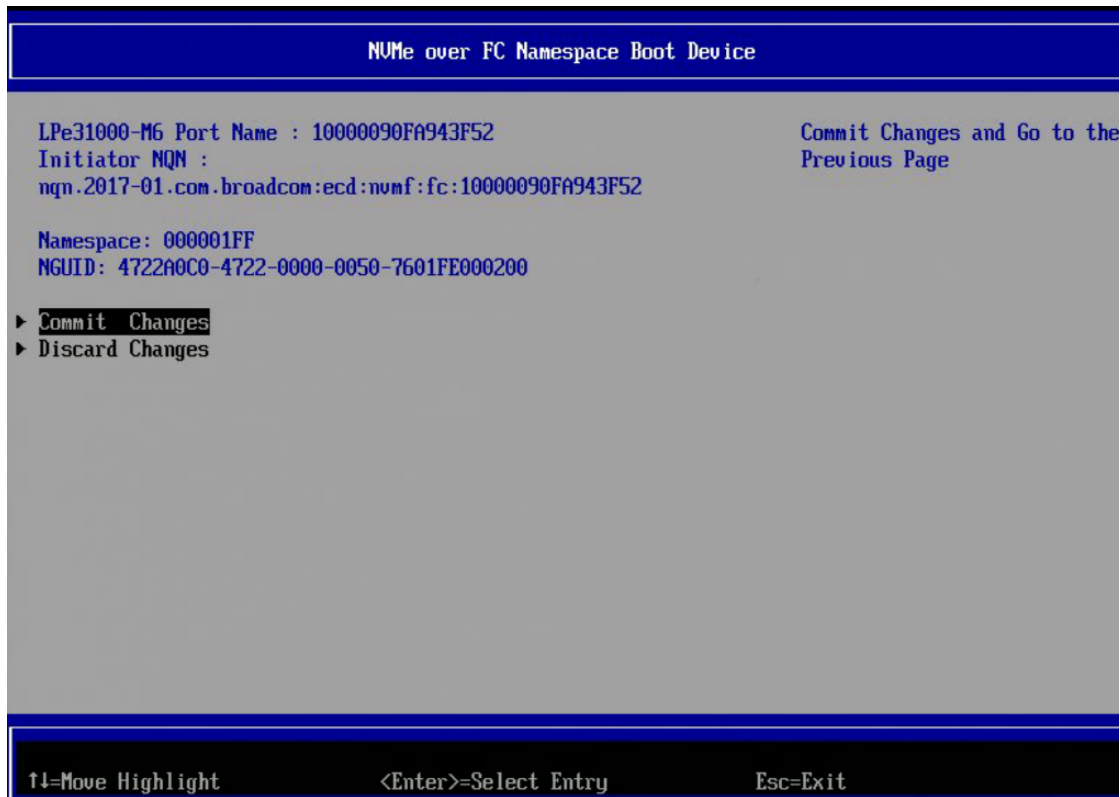 NVMe over FC Namespace Boot Device
LPe31000-M6 Port Name : 10000090FA943F52
Commit Changes and Go to the
Initiator NQN :
Previous Page
nqn.2017-01.com.broadcom:ecd:nvmf:fc:10000090FA943F52
Namespace: 000001FF
NGUID: 4722A0C0-4722-0000-0050-7601FE000200
Commit  Changes
Discard Changes
↑↓=Move Highlight
<Enter>=Select Entry
Esc=Exit